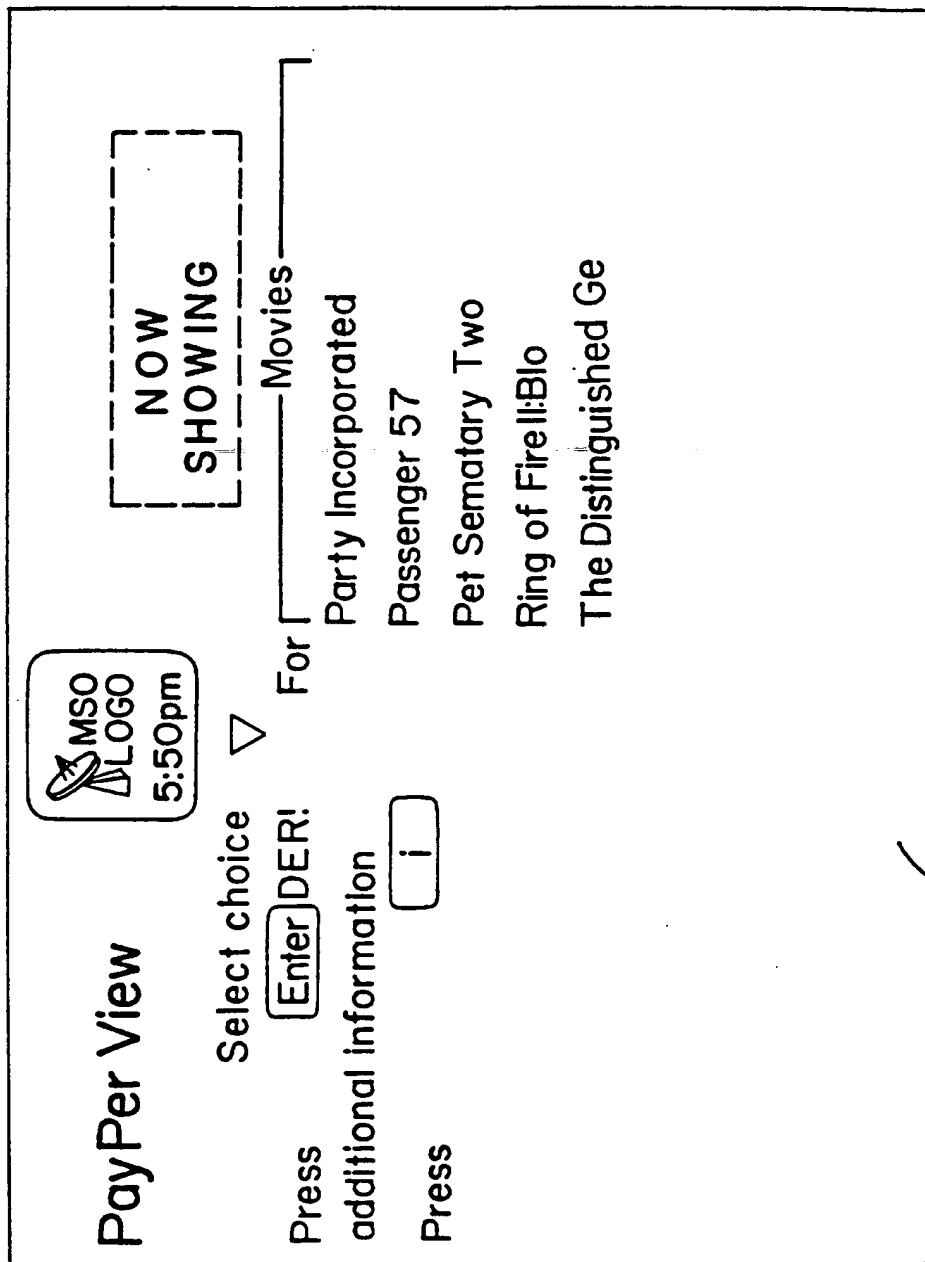 PayPer View
MSO
LOGO
5:50pm
NOW
SHOWING
Select choice
Press Enter DER! For
additional information
Press i
Movies
Party Incorporated
Passenger 57
Pet Sematary Two
Ring of Fire II:Blo
The Distinguished Ge